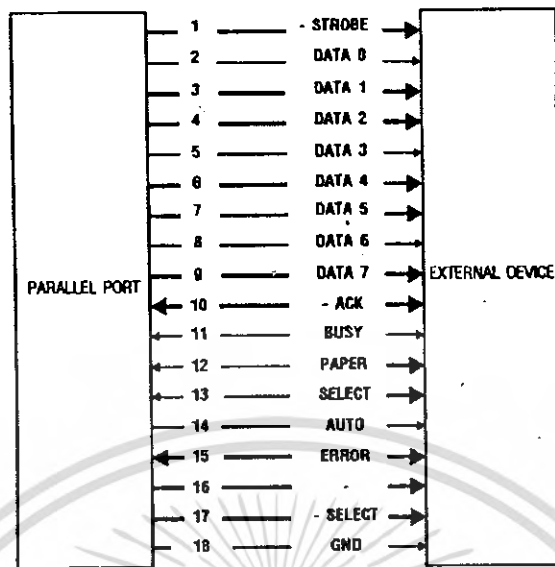 1 - STROBE
2 DATA 0
3 DATA 1
4 DATA 2
5 DATA 3
6 DATA 4
7 DATA 5
8 DATA 6
9 DATA 7
PARALLEL PORT
EXTERNAL DEVICE
10 - ACK
11 BUSY
12 PAPER
13 SELECT
14 AUTO
15 ERROR
16 -
17 - SELECT
18 GND